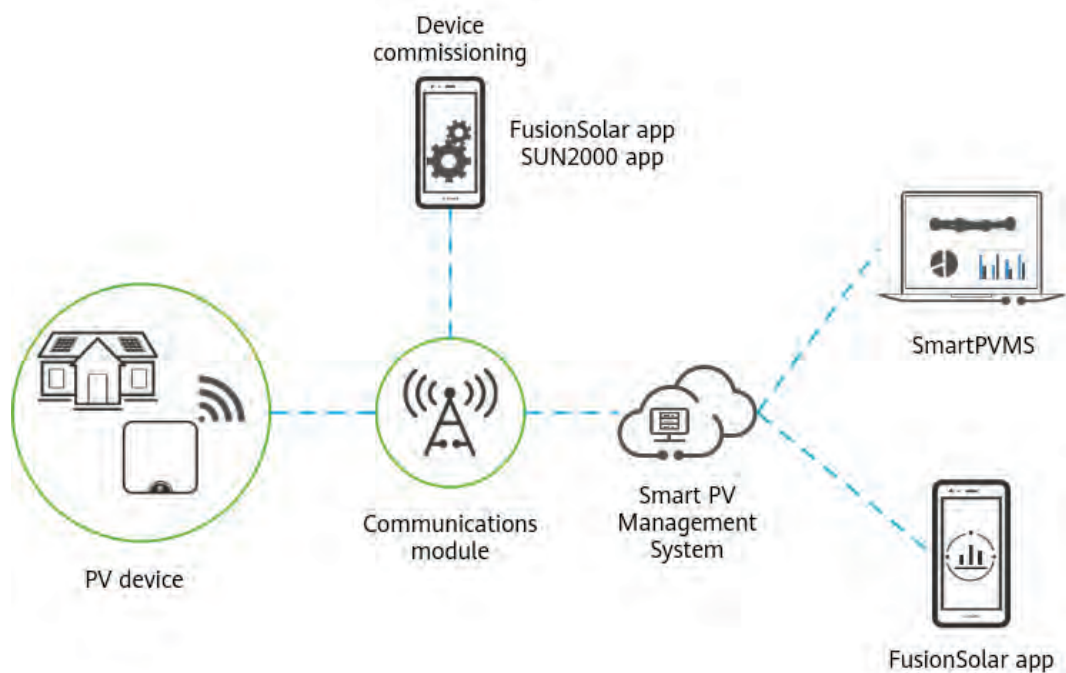 Device
commissioning
FusionSolar app
SUN2000 app
SmartPVMS
Communications
module
Smart PV
Management
System
PV device
FusionSolar app